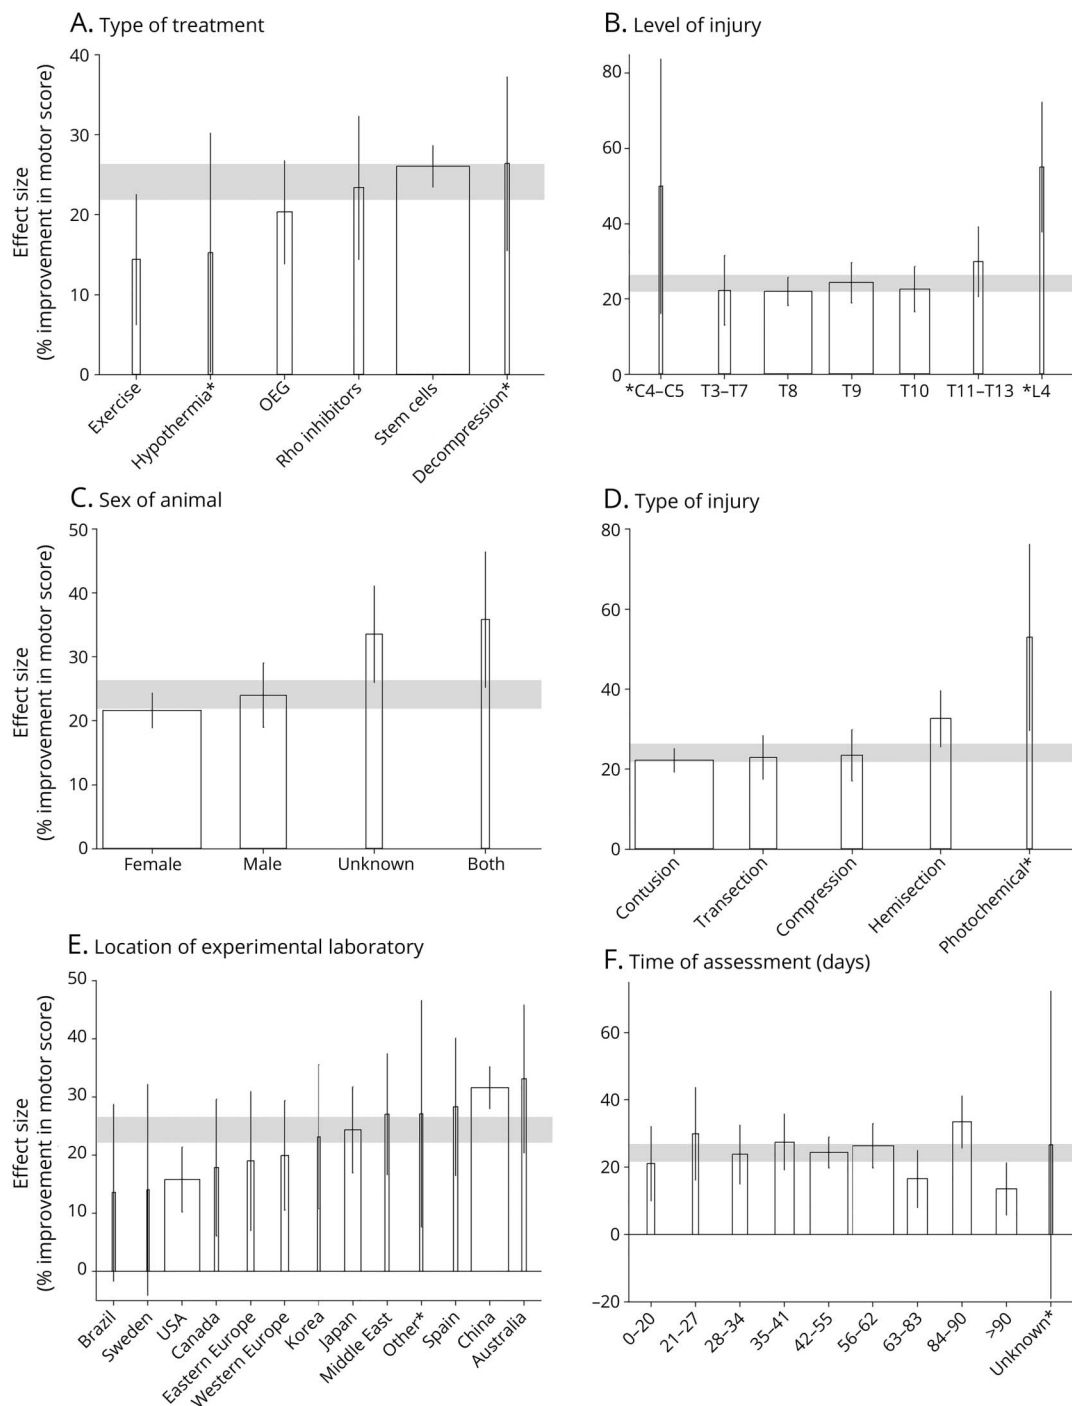 A. Type of treatment
Effect size
(% improvement in motor score)
40
30
20
10
0
Exercise
Hypothermia*
OEG
Rho inhibitors
Stem cells
Decompression*
B. Level of injury
80
60
40
20
0
*C4–C5
T3–T7
T8
T9
T10
T11–T13
*L4
C. Sex of animal
Effect size
(% improvement in motor score)
50
40
30
20
10
0
Female
Male
Unknown
Both
D. Type of injury
80
60
40
20
0
Contusion
Transection
Compression
Hemisection
Photochemical*
E. Location of experimental laboratory
Effect size
(% improvement in motor score)
50
40
30
20
10
0
Brazil
Sweden
USA
Canada
Eastern Europe
Western Europe
Korea
Japan
Middle East
Other*
Spain
China
Australia
F. Time of assessment (days)
60
40
20
0
–20
0–20
21–27
28–34
35–41
42–55
56–62
63–83
84–90
>90
Unknown*